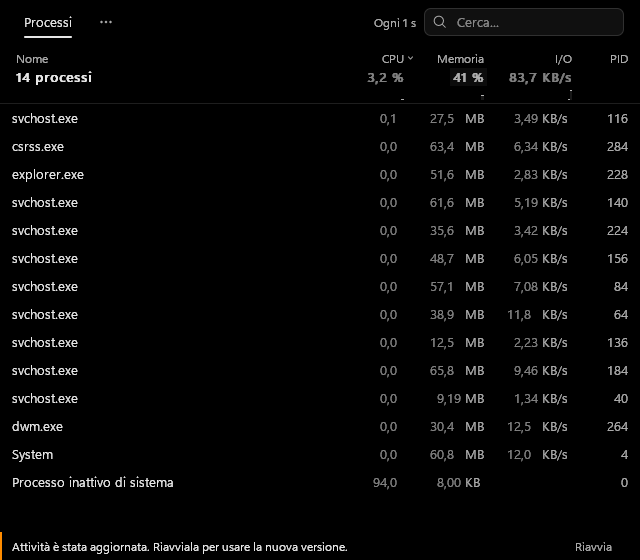 Processi ··· Ogni 1 s Cerca...
Nome CPU Memoria I/O PID
14 processi 3,2 % 41 % 83,7 KB/s
svchost.exe 0,1 27,5 MB 3,49 KB/s 116
csrss.exe 0,0 63,4 MB 6,34 KB/s 284
explorer.exe 0,0 51,6 MB 2,83 KB/s 228
svchost.exe 0,0 61,6 MB 5,19 KB/s 140
svchost.exe 0,0 35,6 MB 3,42 KB/s 224
svchost.exe 0,0 48,7 MB 6,05 KB/s 156
svchost.exe 0,0 57,1 MB 7,08 KB/s 84
svchost.exe 0,0 38,9 MB 11,8 KB/s 64
svchost.exe 0,0 12,5 MB 2,23 KB/s 136
svchost.exe 0,0 65,8 MB 9,46 KB/s 184
svchost.exe 0,0 9,19 MB 1,34 KB/s 40
dwm.exe 0,0 30,4 MB 12,5 KB/s 264
System 0,0 60,8 MB 12,0 KB/s 4
Processo inattivo di sistema 94,0 8,00 KB 0
Attività è stata aggiornata. Riavviala per usare la nuova versione. Riavvia